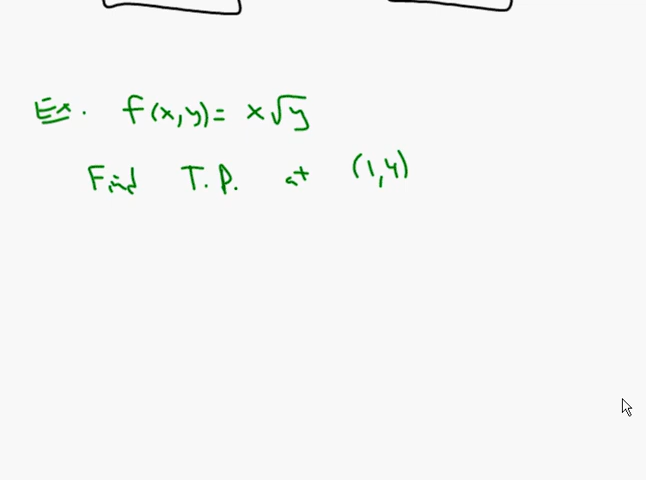 Ex. f(x,y)= x√y
Find T.P. at (1,4)